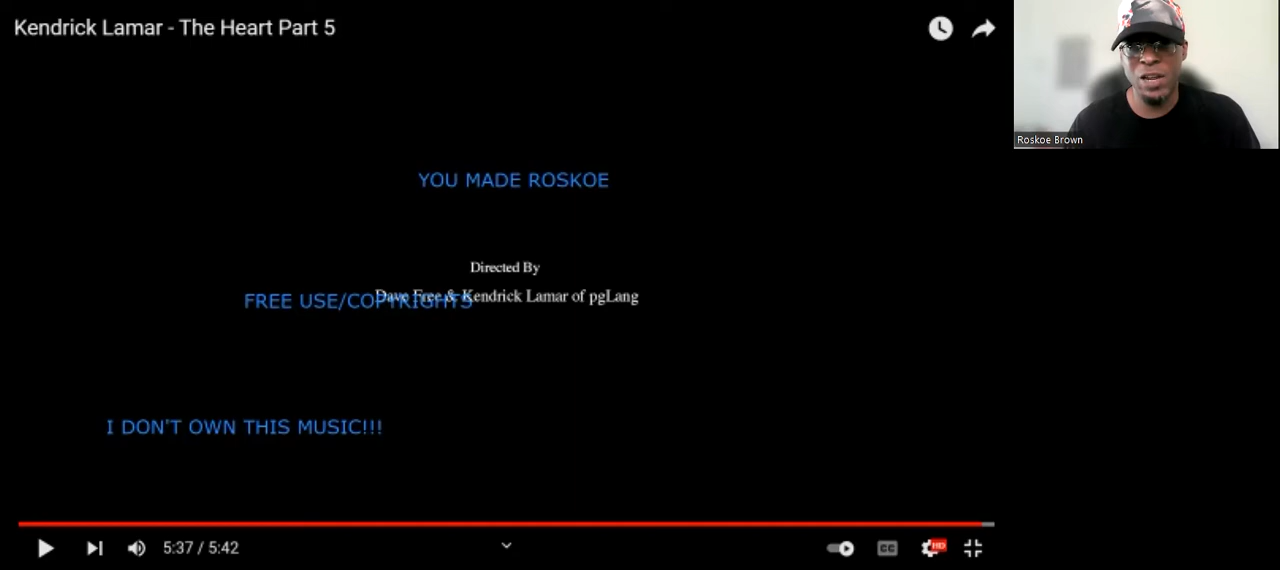 Kendrick Lamar - The Heart Part 5
Roskoe Brown
YOU MADE ROSKOE
Directed By
Dave Free & Kendrick Lamar of pgLang
FREE USE/COPYRIGHTS
I DON'T OWN THIS MUSIC!!!
5:37 / 5:42
CC
HD